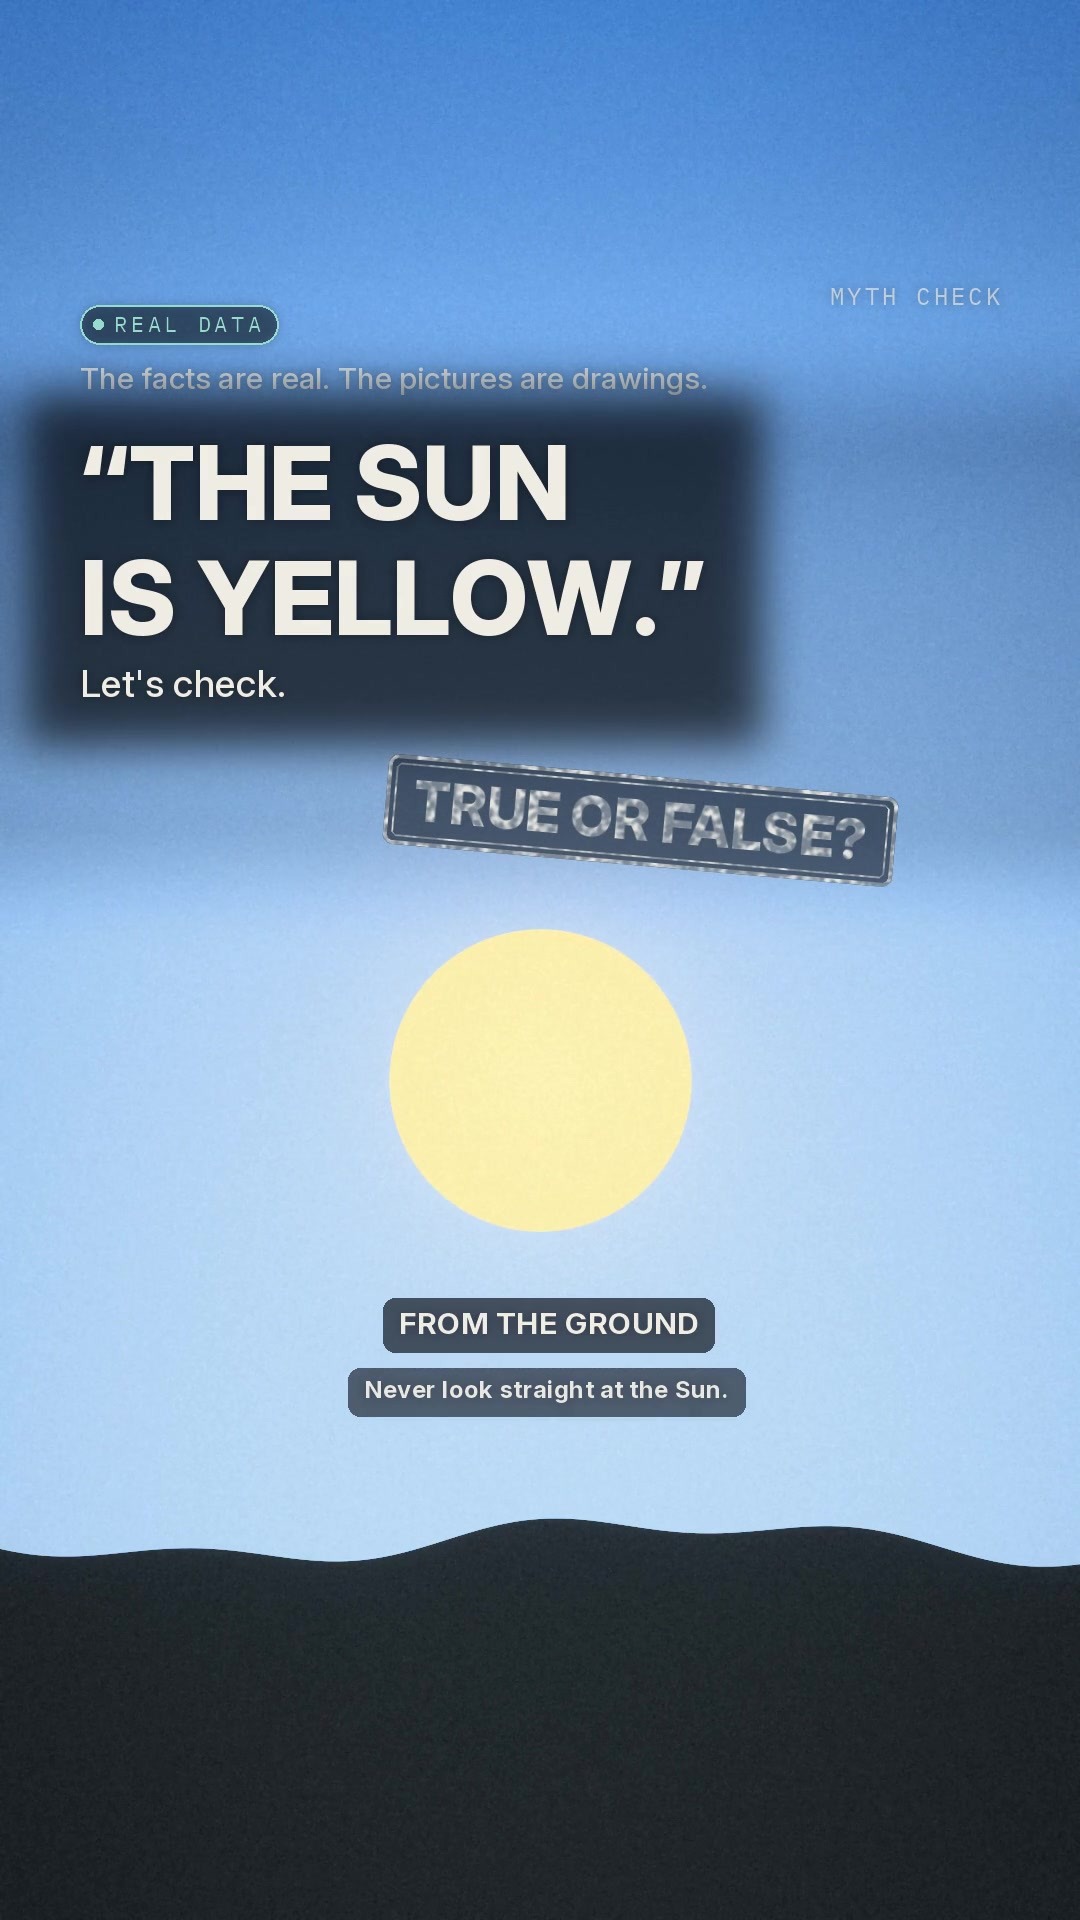 MYTH CHECK
REAL DATA
The facts are real. The pictures are drawings.
“THE SUN
IS YELLOW.”
Let's check.
TRUE OR FALSE?
FROM THE GROUND
Never look straight at the Sun.